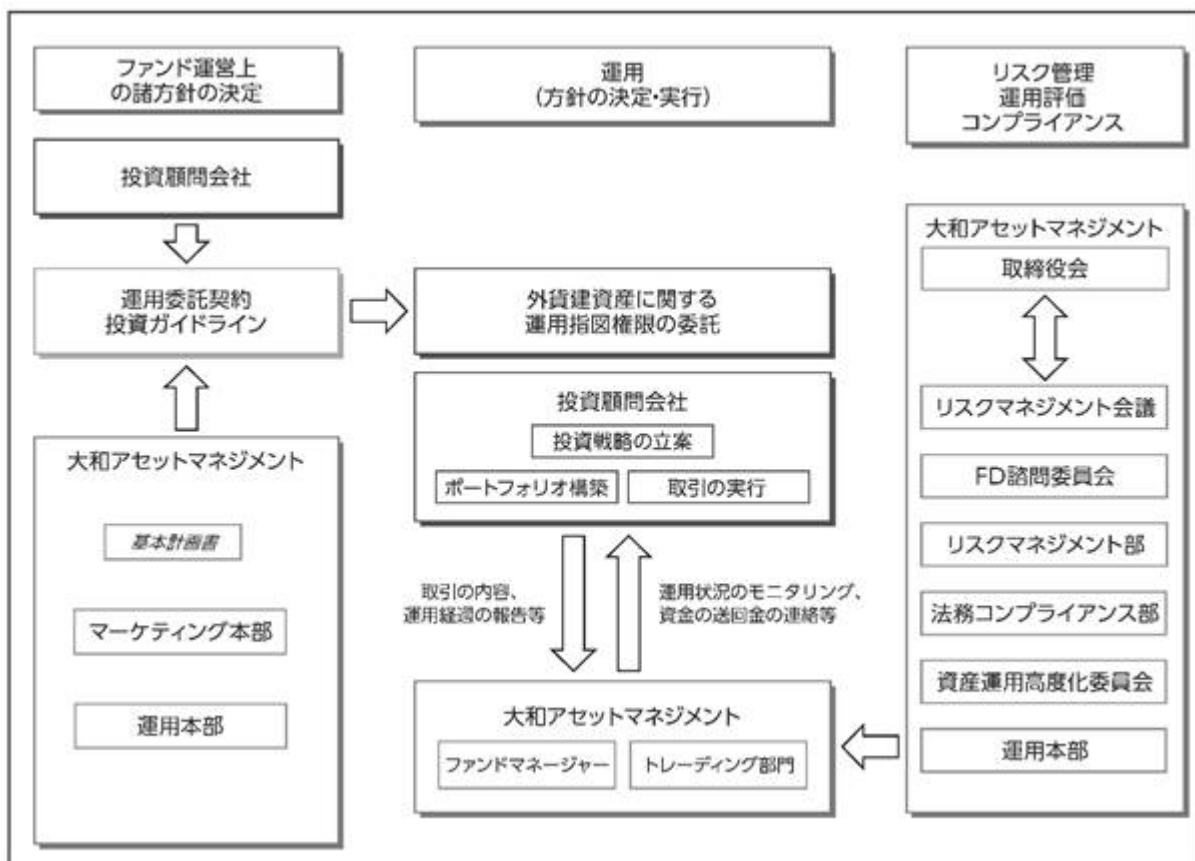 ファンド運営上
の諸方針の決定
投資顧問会社
運用委託契約
投資ガイドライン
大和アセットマネジメント
基本計画書
マーケティング本部
運用本部
運用
(方針の決定・実行)
外貨建資産に関する
運用指図権限の委託
投資顧問会社
投資戦略の立案
ポートフォリオ構築
取引の実行
取引の内容、
運用経過の報告等
運用状況のモニタリング、
資金の送回金の連絡等
大和アセットマネジメント
ファンドマネージャー
トレーディング部門
リスク管理
運用評価
コンプライアンス
大和アセットマネジメント
取締役会
リスクマネジメント会議
FD諮問委員会
リスクマネジメント部
法務コンプライアンス部
資産運用高度化委員会
運用本部